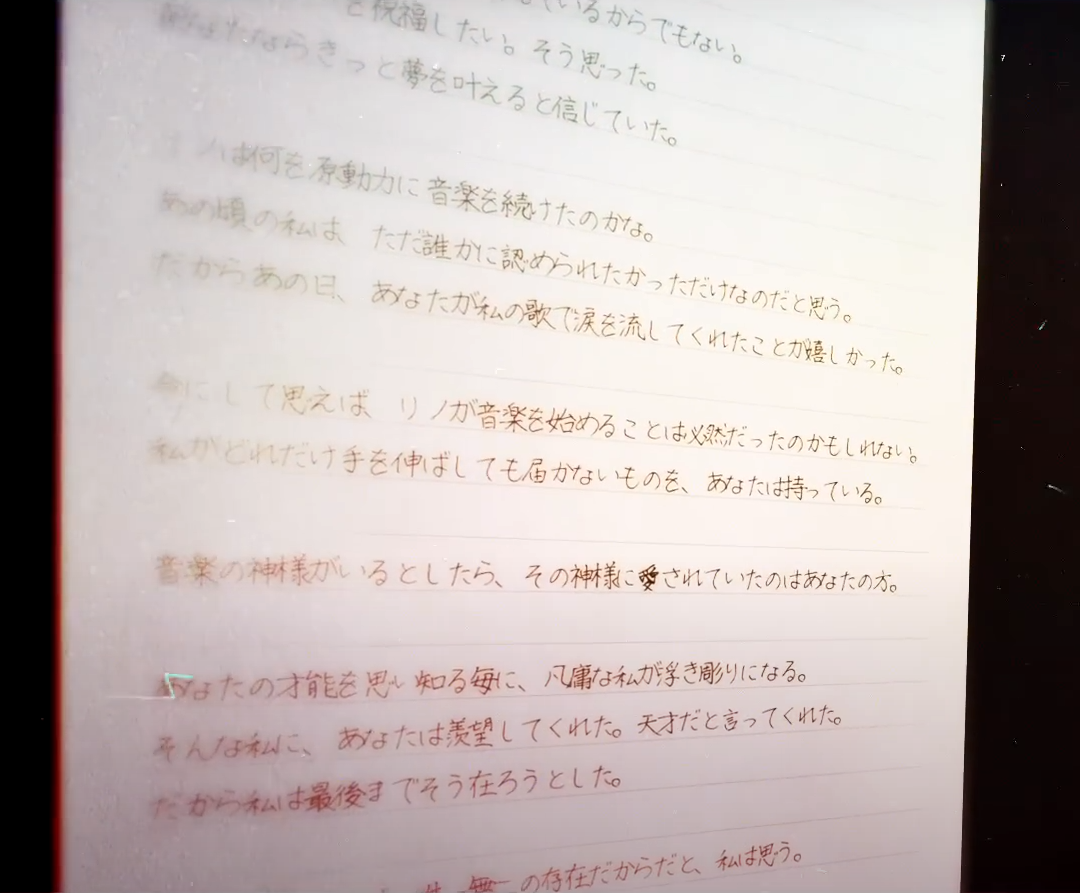 いるからでもない。
と祝福したい。そう思った。
あなたならきっと夢を叶えると信じていた。
は何を原動力に音楽を続けたのかな。
あの頃の私は、ただ誰かに認められたかっただけなのだと思う。
だからあの日、あなたが私の歌で涙を流してくれたことが嬉しかった。
今にして思えば、リノが音楽を始めることは必然だったのかもしれない。
私がどれだけ手を伸ばしても届かないものを、あなたは持っている。
音楽の神様がいるとしたら、その神様に愛されていたのはあなたの方。
あなたの才能を思い知る毎に、凡庸な私が浮き彫りになる。
そんな私に、あなたは羨望してくれた。天才だと言ってくれた。
だから私は最後までそう在ろうとした。
の存在だからだと、私は思う。